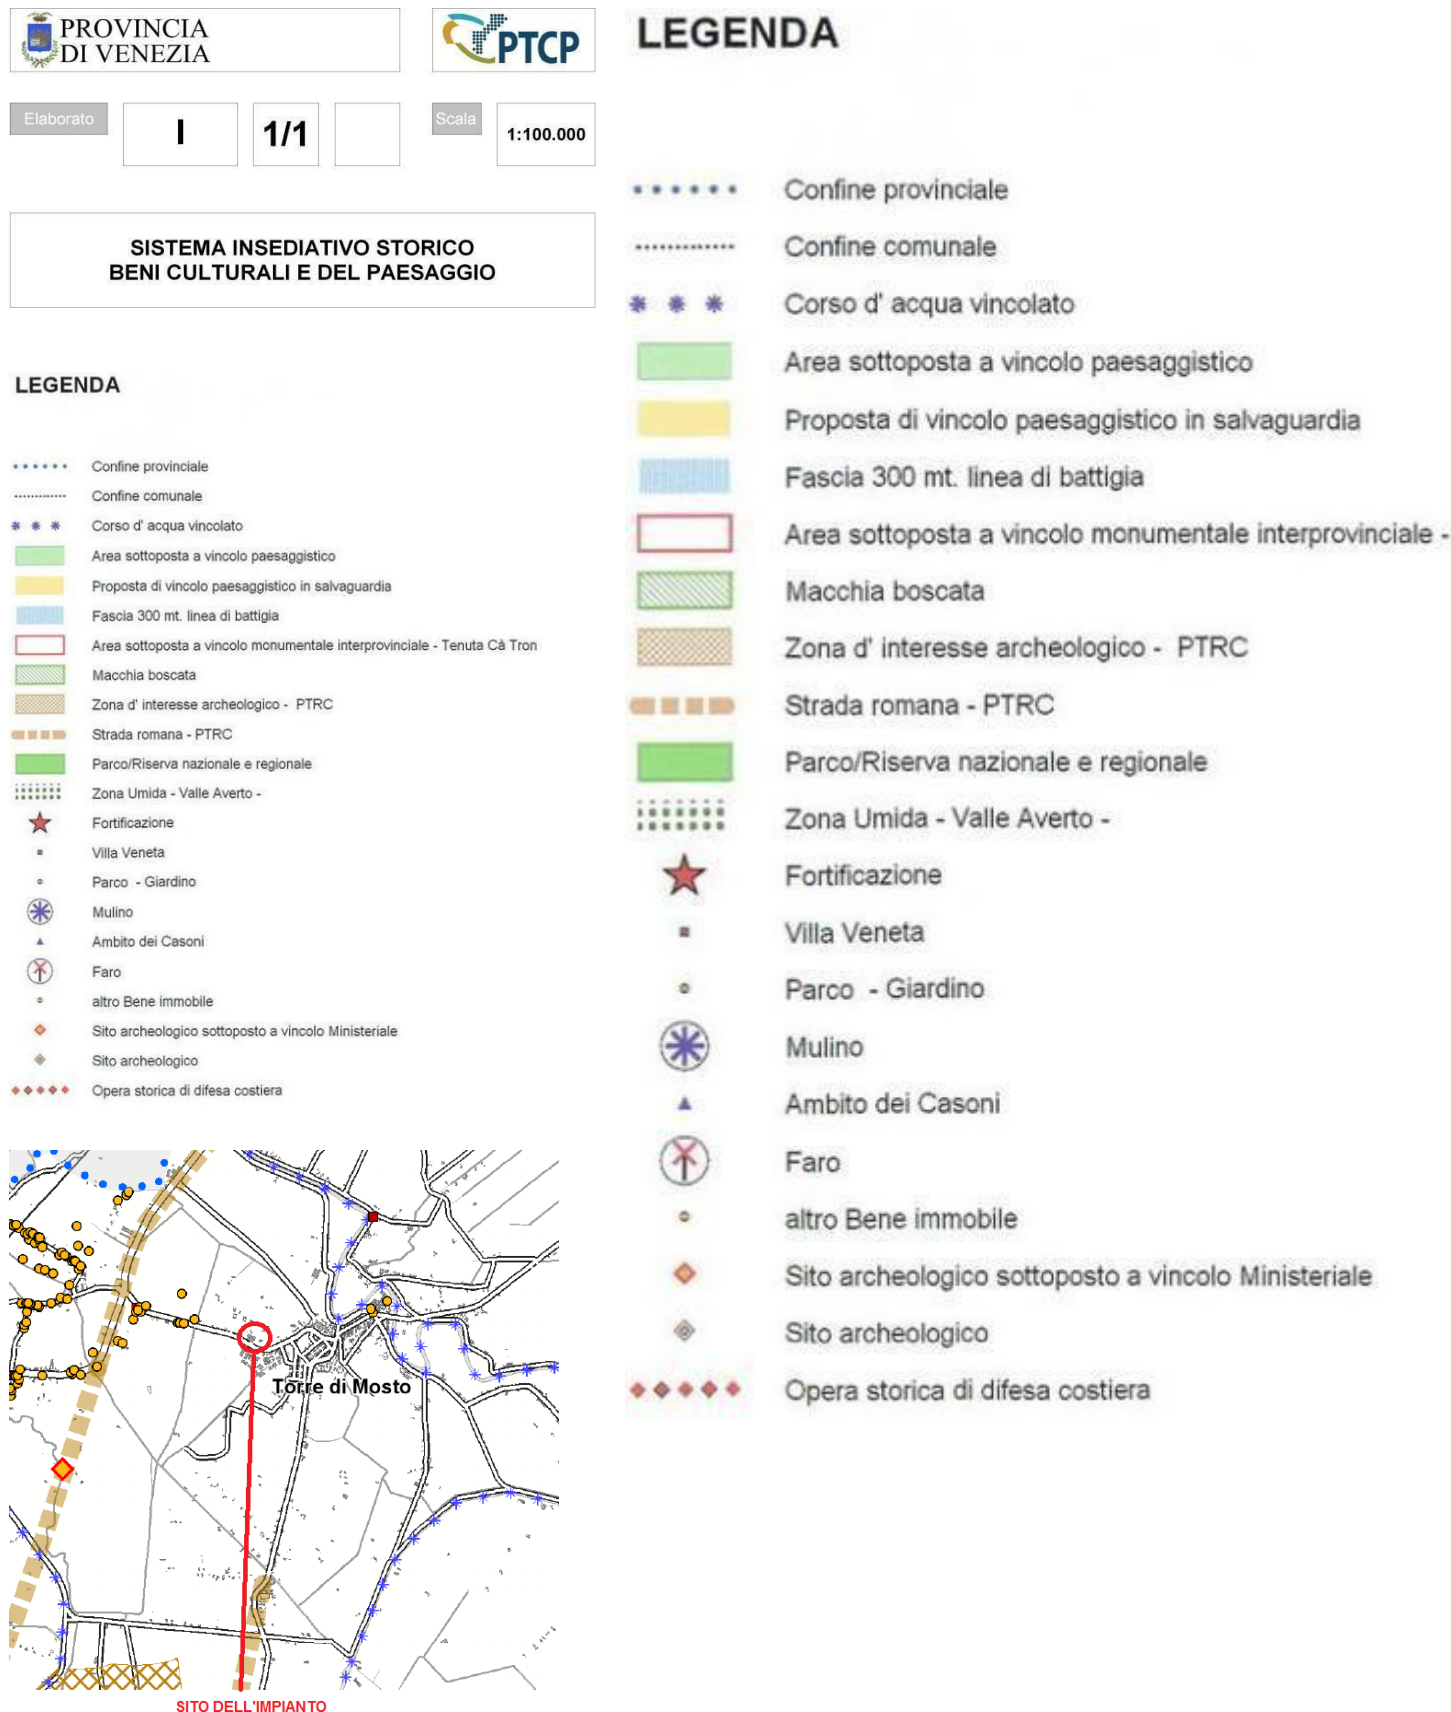 PROVINCIA
DI VENEZIA
PTCP
Elaborato
I
1/1
Scala
1:100.000
SISTEMA INSEDIATIVO STORICO
BENI CULTURALI E DEL PAESAGGIO
LEGENDA
Confine provinciale
Confine comunale
Corso d' acqua vincolato
Area sottoposta a vincolo paesaggistico
Proposta di vincolo paesaggistico in salvaguardia
Fascia 300 mt. linea di battigia
Area sottoposta a vincolo monumentale interprovinciale - Tenuta Cà Tron
Macchia boscata
Zona d' interesse archeologico - PTRC
Strada romana - PTRC
Parco/Riserva nazionale e regionale
Zona Umida - Valle Averto -
Fortificazione
Villa Veneta
Parco - Giardino
Mulino
Ambito dei Casoni
Faro
altro Bene immobile
Sito archeologico sottoposto a vincolo Ministeriale
Sito archeologico
Opera storica di difesa costiera
Torre di Mosto
SITO DELL'IMPIANTO
LEGENDA
Confine provinciale
Confine comunale
Corso d' acqua vincolato
Area sottoposta a vincolo paesaggistico
Proposta di vincolo paesaggistico in salvaguardia
Fascia 300 mt. linea di battigia
Area sottoposta a vincolo monumentale interprovinciale -
Macchia boscata
Zona d' interesse archeologico - PTRC
Strada romana - PTRC
Parco/Riserva nazionale e regionale
Zona Umida - Valle Averto -
Fortificazione
Villa Veneta
Parco - Giardino
Mulino
Ambito dei Casoni
Faro
altro Bene immobile
Sito archeologico sottoposto a vincolo Ministeriale
Sito archeologico
Opera storica di difesa costiera